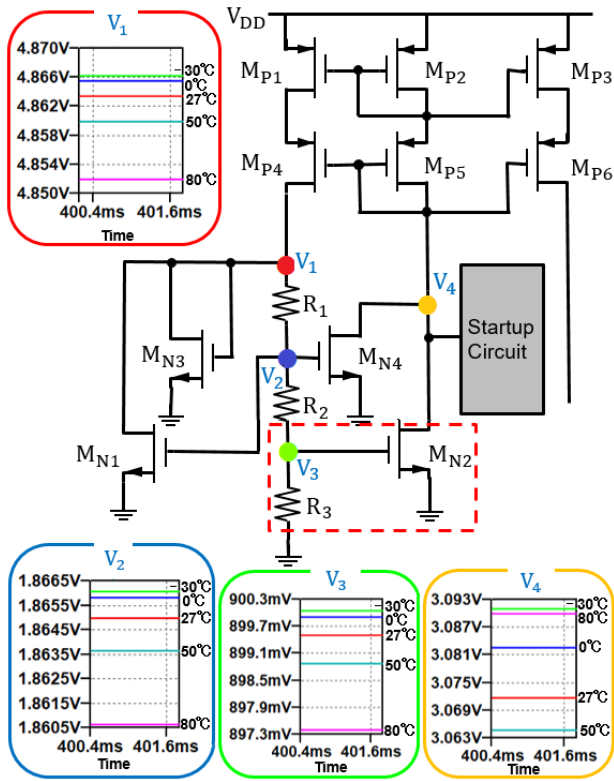 V1
4.870V
4.866V
4.862V
4.858V
4.854V
4.850V
-30℃
0℃
27℃
50℃
80℃
400.4ms 401.6ms
Time
VDD
MP1
MP2
MP3
MP4
MP5
MP6
V1
R1
V4
Startup
Circuit
MN3
MN4
V2
R2
MN1
V3
MN2
R3
V2
1.8665V
1.8655V
1.8645V
1.8635V
1.8625V
1.8615V
1.8605V
-30℃
0℃
27℃
50℃
80℃
400.4ms 401.6ms
Time
V3
900.3mV
899.7mV
899.1mV
898.5mV
897.9mV
897.3mV
-30℃
0℃
27℃
50℃
80℃
400.4ms 401.6ms
Time
V4
3.093V
3.087V
3.081V
3.075V
3.069V
3.063V
-30℃
80℃
0℃
27℃
50℃
400.4ms 401.6ms
Time